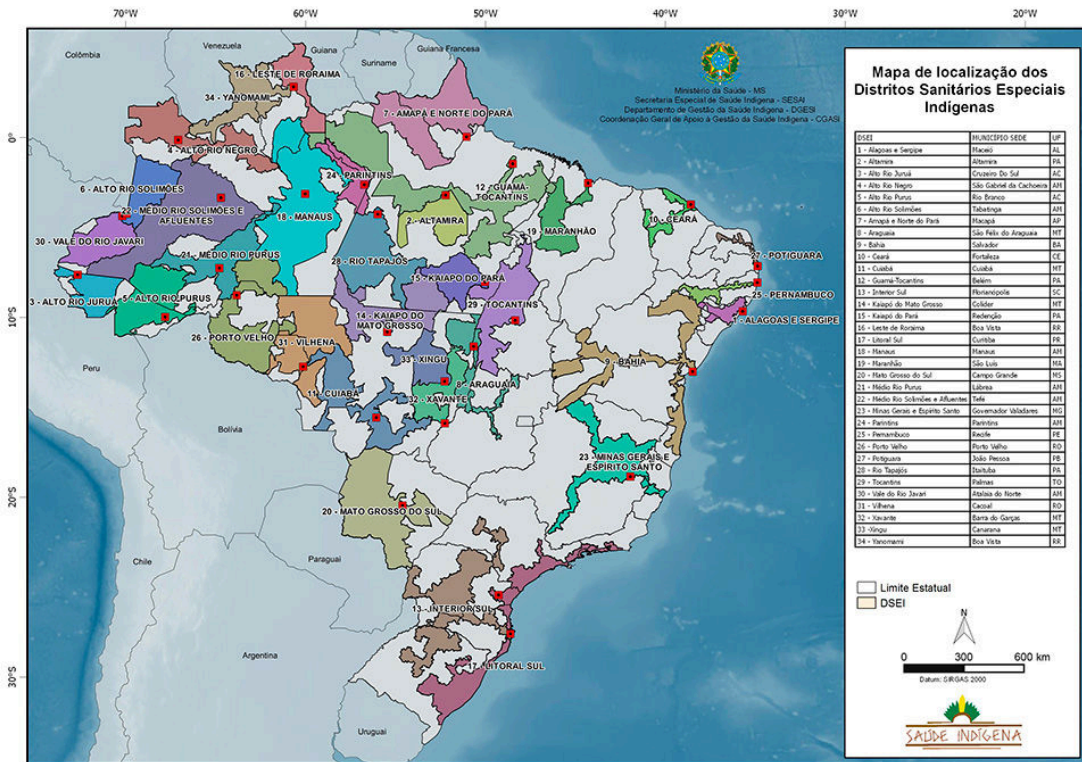 70°W
60°W
50°W
40°W
30°W
20°W
0°
10°S
20°S
30°S
Colômbia
Venezuela
Guiana
Suriname
Guiana Francesa
Peru
Bolívia
Chile
Paraguai
Argentina
Uruguai
Ministério da Saúde - MS
Secretaria Especial de Saúde Indígena - SESAI
Departamento de Gestão da Saúde Indígena - DGESI
Coordenação Geral de Apoio à Gestão da Saúde Indígena - CGASI
16 - LESTE DE RORAIMA
34 - YANOMAMI
7 - AMAPÁ E NORTE DO PARÁ
4 - ALTO RIO NEGRO
24 - PARINTINS
6 - ALTO RIO SOLIMÕES
12 - GUAMÁ-
TOCANTINS
22 - MÉDIO RIO SOLIMÕES E
AFLUENTES
18 - MANAUS
2 - ALTAMIRA
10 - CEARÁ
19 - MARANHÃO
30 - VALE DO RIO JAVARI
21 - MÉDIO RIO PURUS
28 - RIO TAPAJÓS
27 - POTIGUARA
15 - KAIAPO DO PARÁ
3 - ALTO RIO JURUÁ
5 - ALTO RIO PURUS
29 - TOCANTINS
25 - PERNAMBUCO
14 - KAIAPO DO
MATO GROSSO
1 - ALAGOAS E SERGIPE
26 - PORTO VELHO
31 - VILHENA
33 - XINGU
9 - BAHIA
11 - CUIABÁ
8 - ARAGUAIA
32 - XAVANTE
23 - MINAS GERAIS E
ESPÍRITO SANTO
20 - MATO GROSSO DO SUL
13 - INTERIOR SUL
17 - LITORAL SUL
Mapa de localização dos
Distritos Sanitários Especiais
Indígenas
DSEI MUNICÍPIO SEDE UF
1 - Alagoas e Sergipe Maceió AL
2 - Altamira Altamira PA
3 - Alto Rio Juruá Cruzeiro Do Sul AC
4 - Alto Rio Negro São Gabriel da Cachoeira AM
5 - Alto Rio Purus Rio Branco AC
6 - Alto Rio Solimões Tabatinga AM
7 - Amapá e Norte do Pará Macapá AP
8 - Araguaia São Félix do Araguaia MT
9 - Bahia Salvador BA
10 - Ceará Fortaleza CE
11 - Cuiabá Cuiabá MT
12 - Guamá-Tocantins Belém PA
13 - Interior Sul Florianópolis SC
14 - Kaiapó do Mato Grosso Colider MT
15 - Kaiapó do Pará Redenção PA
16 - Leste de Roraima Boa Vista RR
17 - Litoral Sul Curitiba PR
18 - Manaus Manaus AM
19 - Maranhão São Luís MA
20 - Mato Grosso do Sul Campo Grande MS
21 - Médio Rio Purus Lábrea AM
22 - Médio Rio Solimões e Afluentes Tefé AM
23 - Minas Gerais e Espírito Santo Governador Valadares MG
24 - Parintins Parintins AM
25 - Pernambuco Recife PE
26 - Porto Velho Porto Velho RO
27 - Potiguara João Pessoa PB
28 - Rio Tapajós Itaituba PA
29 - Tocantins Palmas TO
30 - Vale do Rio Javari Atalaia do Norte AM
31 - Vilhena Cacoal RO
32 - Xavante Barra do Garças MT
33 -Xingu Canarana MT
34 - Yanomami Boa Vista RR
Limite Estatual
DSEI
N
0 300 600 km
Datum: SIRGAS 2000
SAÚDE INDÍGENA
30°W
20°W